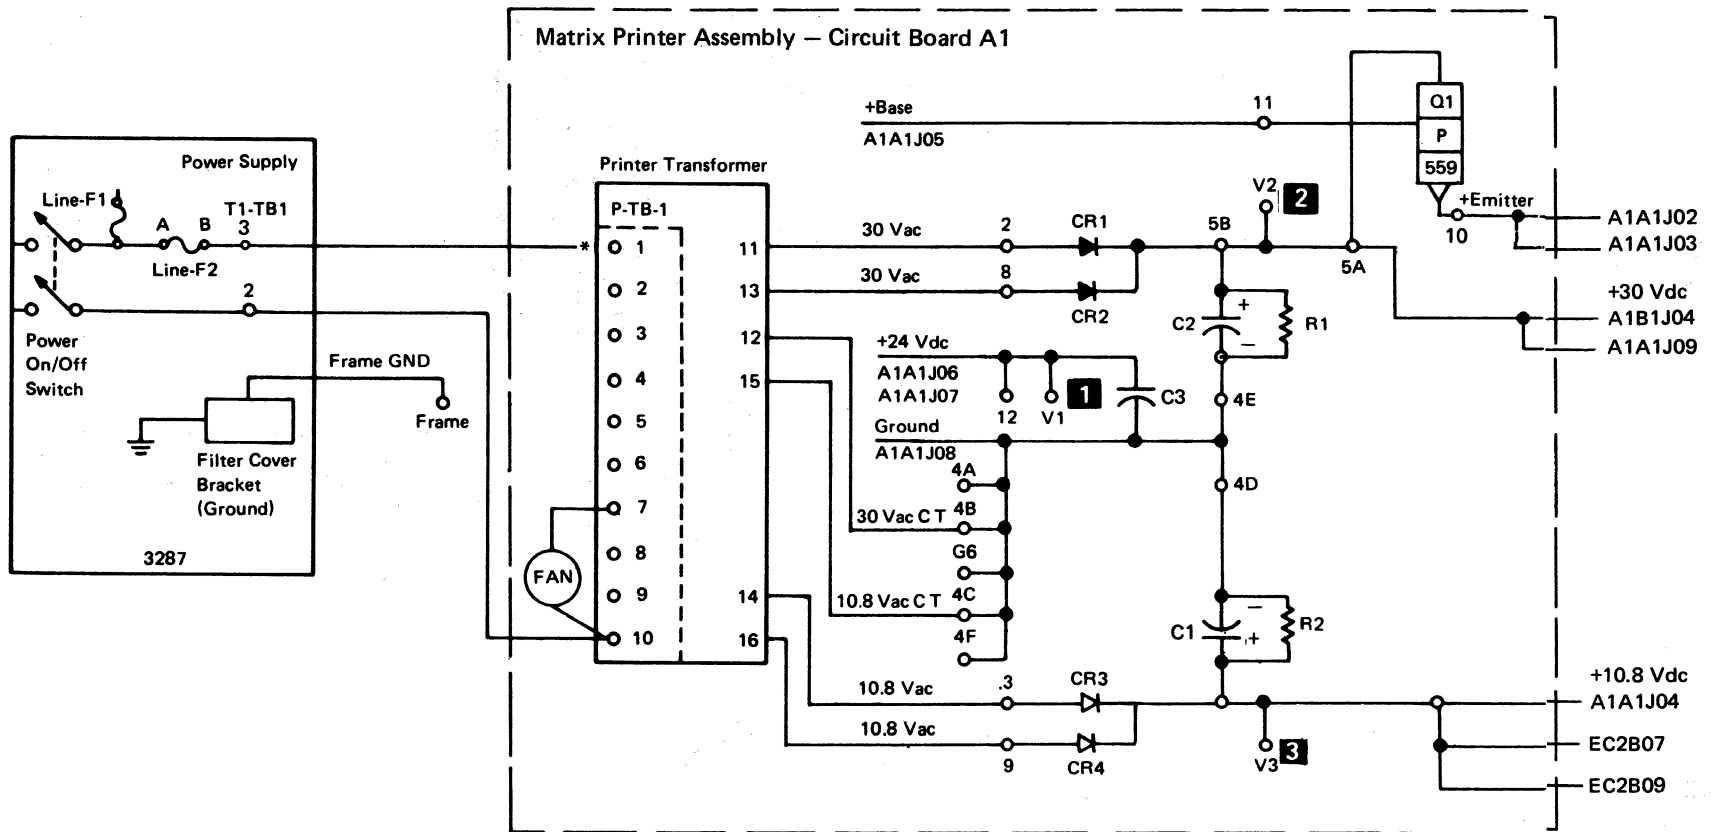 Matrix Printer Assembly — Circuit Board A1
Power Supply
Line-F1
A
B
T1-TB1
3
Line-F2
2
Power
On/Off
Switch
Frame GND
Frame
Filter Cover
Bracket
(Ground)
3287
Printer Transformer
P-TB-1
*
1
2
3
4
5
6
7
8
9
10
FAN
11
13
12
15
14
16
+Base
A1A1J05
11
Q1
P
559
+Emitter
10
A1A1J02
A1A1J03
V2
2
30 Vac
2
CR1
5B
5A
30 Vac
8
CR2
C2
+
−
R1
+30 Vdc
A1B1J04
A1A1J09
+24 Vdc
A1A1J06
A1A1J07
12
V1
1
C3
4E
Ground
A1A1J08
4A
4D
30 Vac C T
4B
G6
10.8 Vac C T
4C
4F
C1
−
+
R2
10.8 Vac
.3
CR3
10.8 Vac
9
CR4
V3
3
+10.8 Vdc
A1A1J04
EC2B07
EC2B09